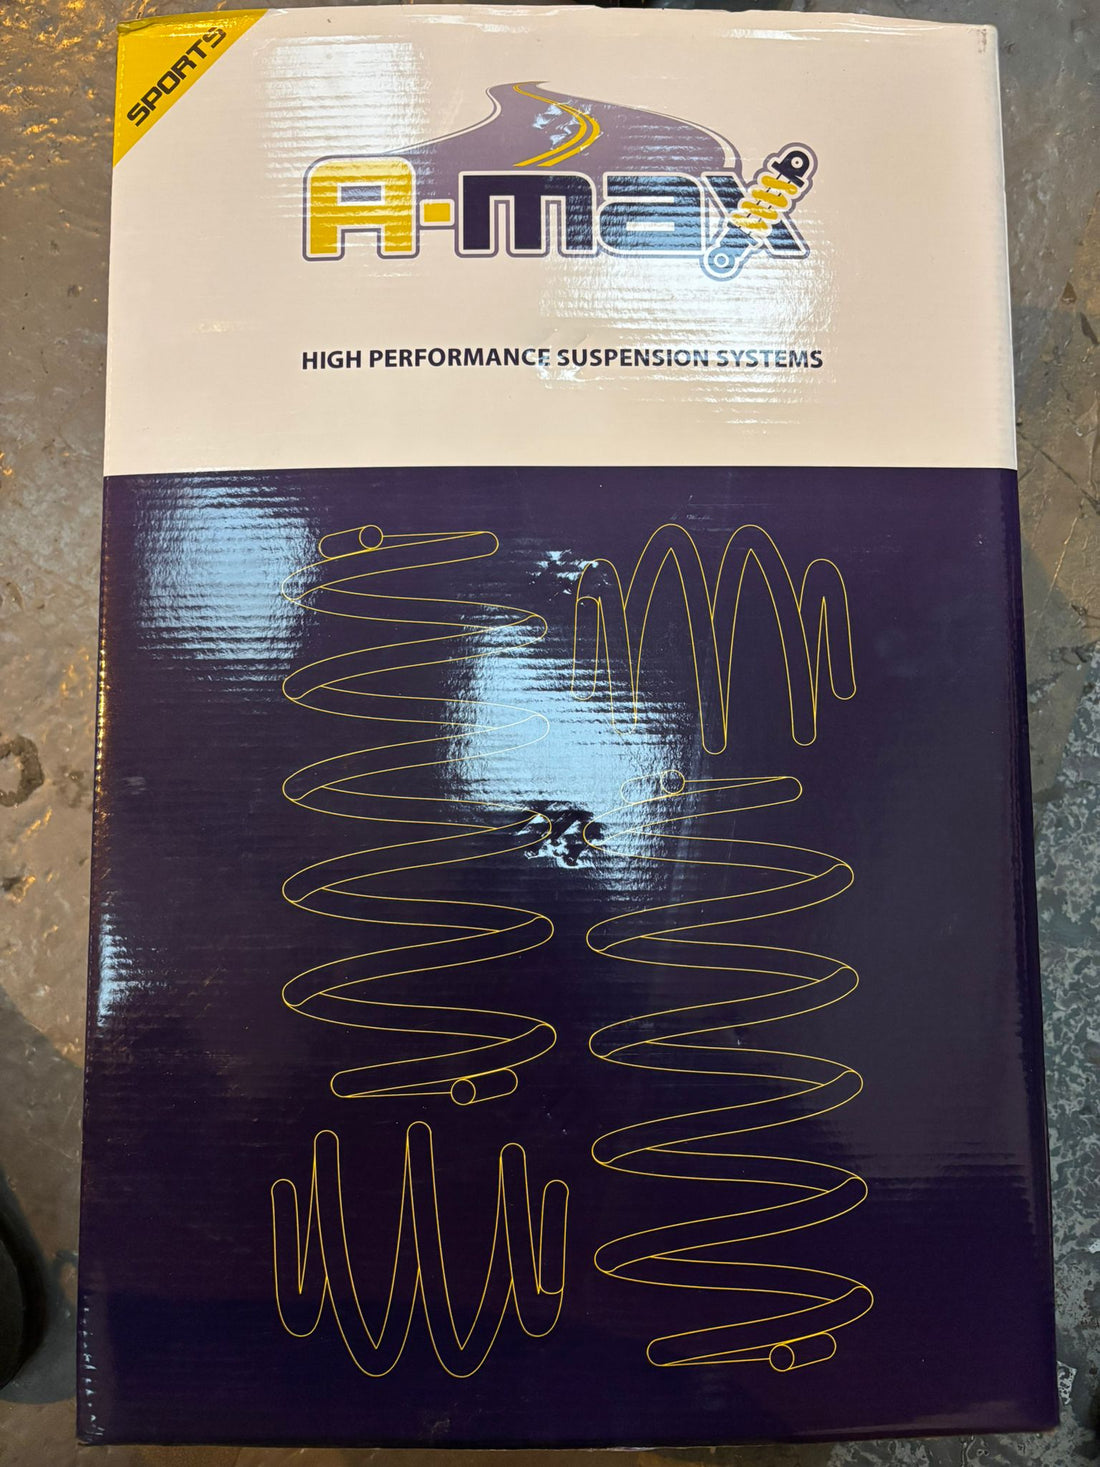 SPORTS
A-max
HIGH PERFORMANCE SUSPENSION SYSTEMS